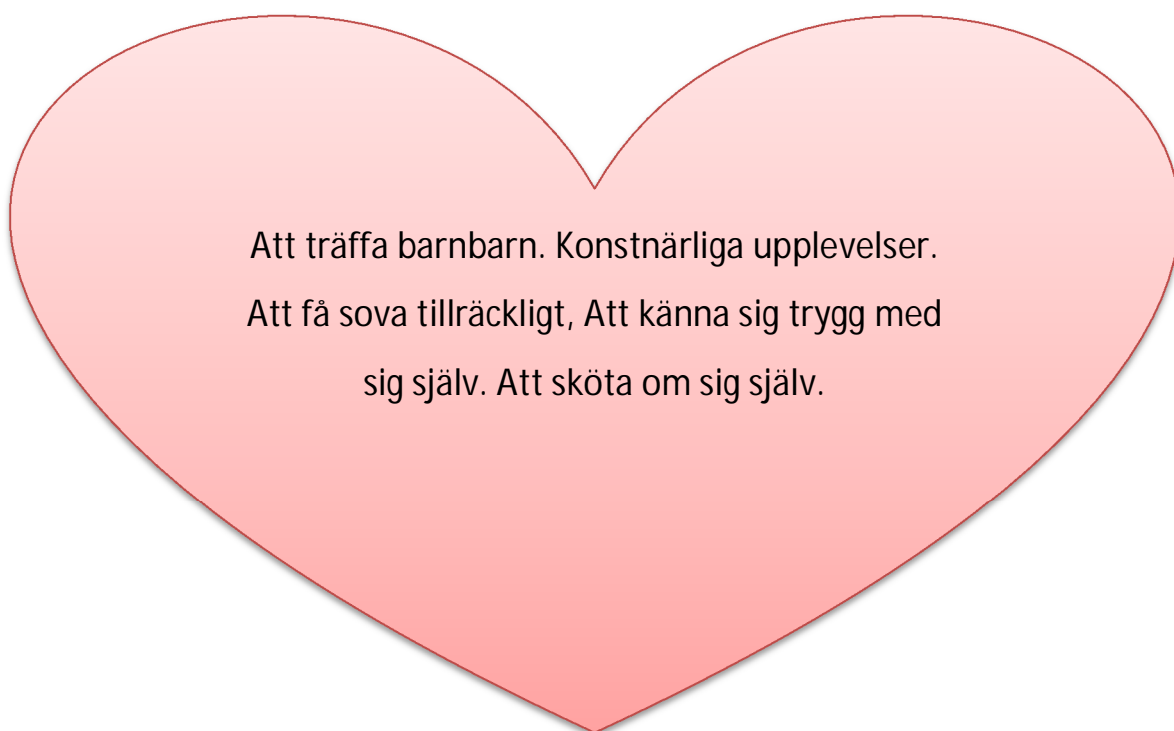 Att träffa barnbarn. Konstnärliga upplevelser.
Att få sova tillräckligt, Att känna sig trygg med
sig själv. Att sköta om sig själv.